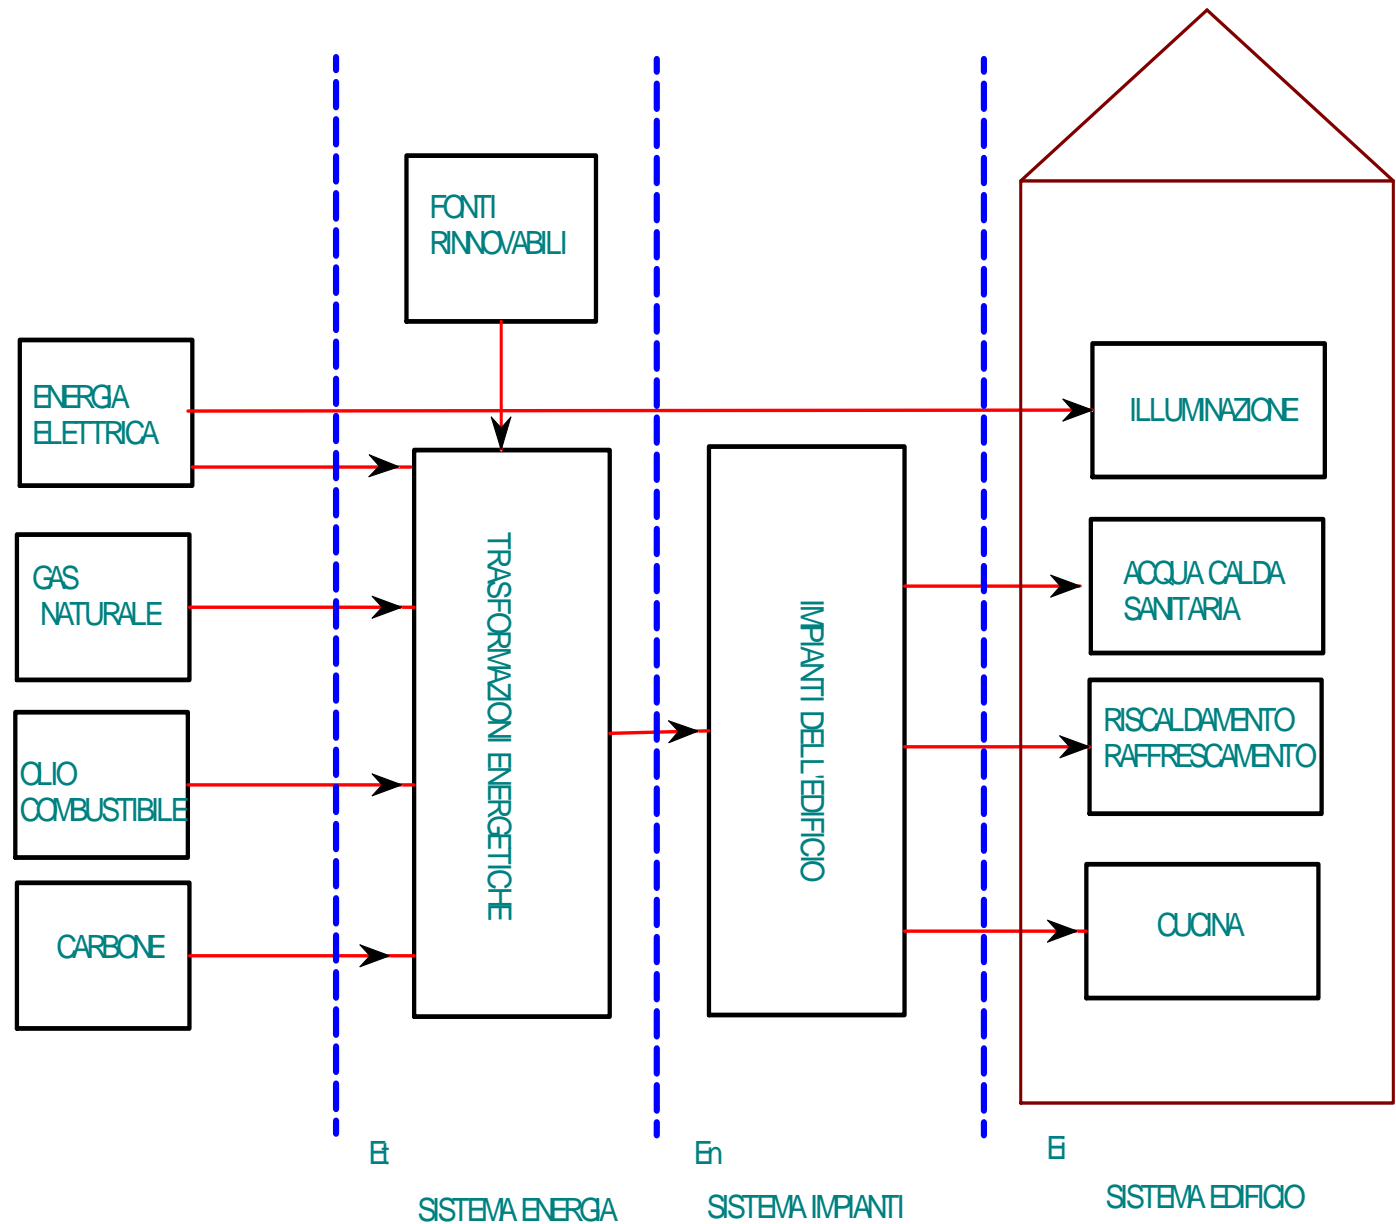 FONTI
RINNOVABILI
ENERGIA
ELETTRICA
ILLUMINAZIONE
GAS
NATURALE
ACQUA CALDA
SANITARIA
TRASFORMAZIONI ENERGETICHE
IMPIANTI DELL'EDIFICIO
RISCALDAMENTO
RAFFRESCAMENTO
OLIO
COMBUSTIBILE
CARBONE
CUCINA
Et
En
Ei
SISTEMA ENERGIA
SISTEMA IMPIANTI
SISTEMA EDIFICIO